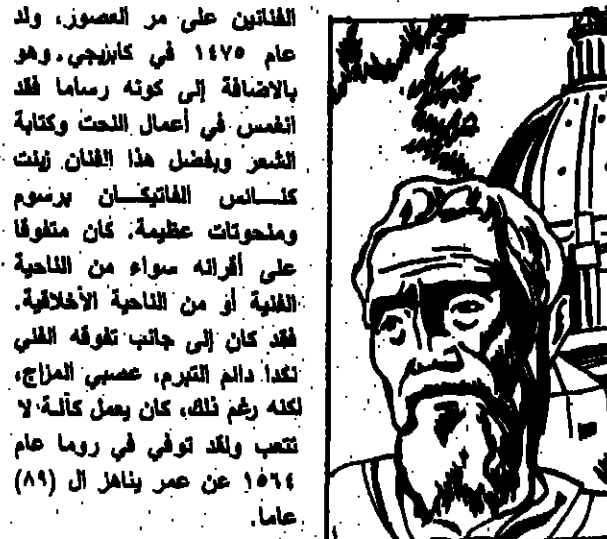 الفنانين على مر العصور، ولد
عام ١٤٧٥ في كابريجي. وهو
بالاضافة إلى كونه رساما فقد
انغمس في أعمال النحت وكتابة
الشعر وبفضل هذا الفنان زينت
كنـــائس الفاتيكـــان برسوم
ومنحوتات عظيمة. كان متفوقا
على أقرانه سواء من الناحية
الفنية أو من الناحية الأخلاقية.
فقد كان إلى جانب تفوقه الفني
نكدا دائم التبرم، عصبي المزاج،
لكنه رغم ذلك، كان يعمل كآلة لا
تتعب ولقد توفي في روما عام
١٥٦٤ عن عمر يناهز ال (٨٩)
عاما.